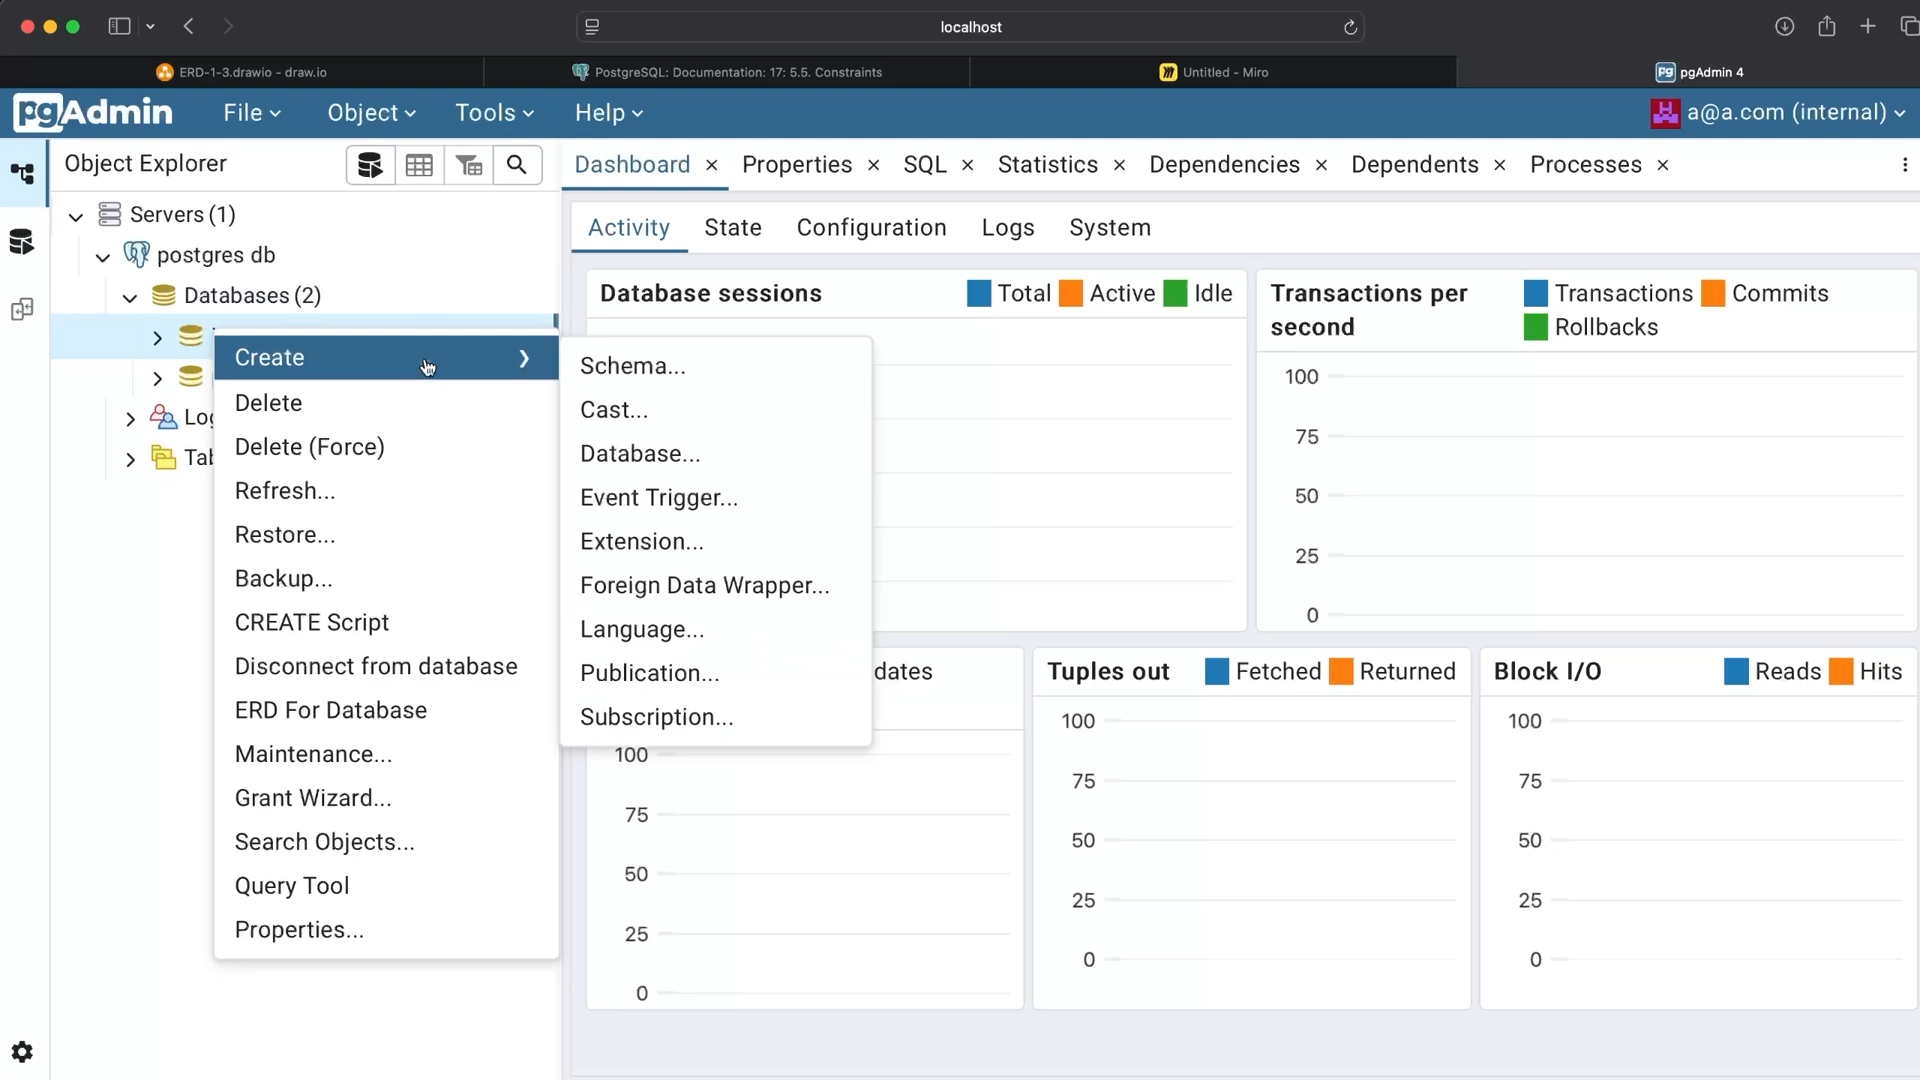 localhost
ERD-1-3.drawio - draw.io
PostgreSQL: Documentation: 17: 5.5. Constraints
Untitled - Miro
pgAdmin 4
pgAdmin
File
Object
Tools
Help
a@a.com (internal)
Object Explorer
Dashboard
Properties
SQL
Statistics
Dependencies
Dependents
Processes
Servers (1)
postgres db
Databases (2)
Create
Delete
Delete (Force)
Refresh...
Restore...
Backup...
CREATE Script
Disconnect from database
ERD For Database
Maintenance...
Grant Wizard...
Search Objects...
Query Tool
Properties...
Schema...
Cast...
Database...
Event Trigger...
Extension...
Foreign Data Wrapper...
Language...
Publication...
Subscription...
Activity
State
Configuration
Logs
System
Database sessions
Total
Active
Idle
Transactions per
second
Transactions
Commits
Rollbacks
100
75
50
25
0
dates
100
75
50
25
0
Tuples out
Fetched
Returned
100
75
50
25
0
Block I/O
Reads
Hits
100
75
50
25
0